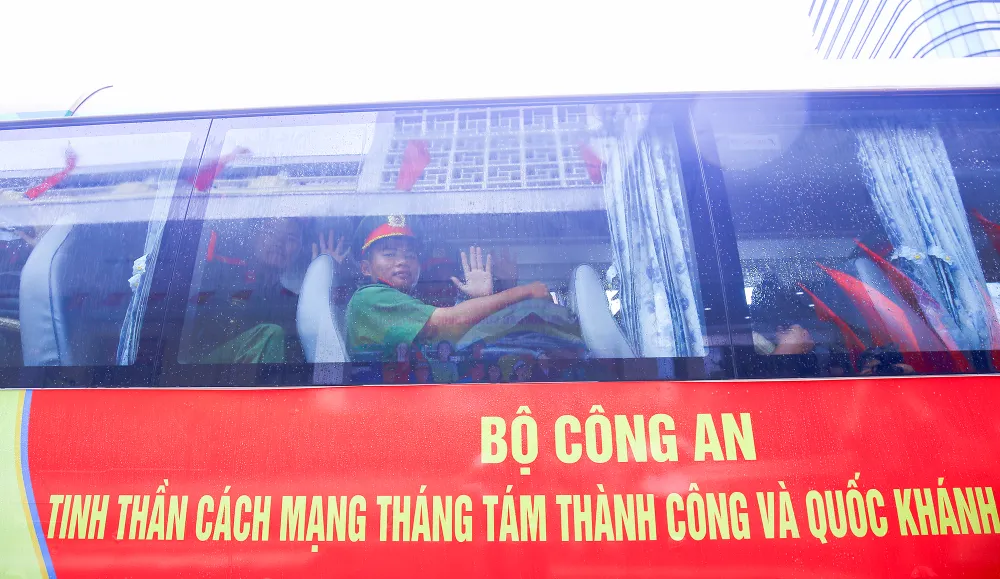 BỘ CÔNG AN
TINH THẦN CÁCH MẠNG THÁNG TÁM THÀNH CÔNG VÀ QUỐC KHÁNH